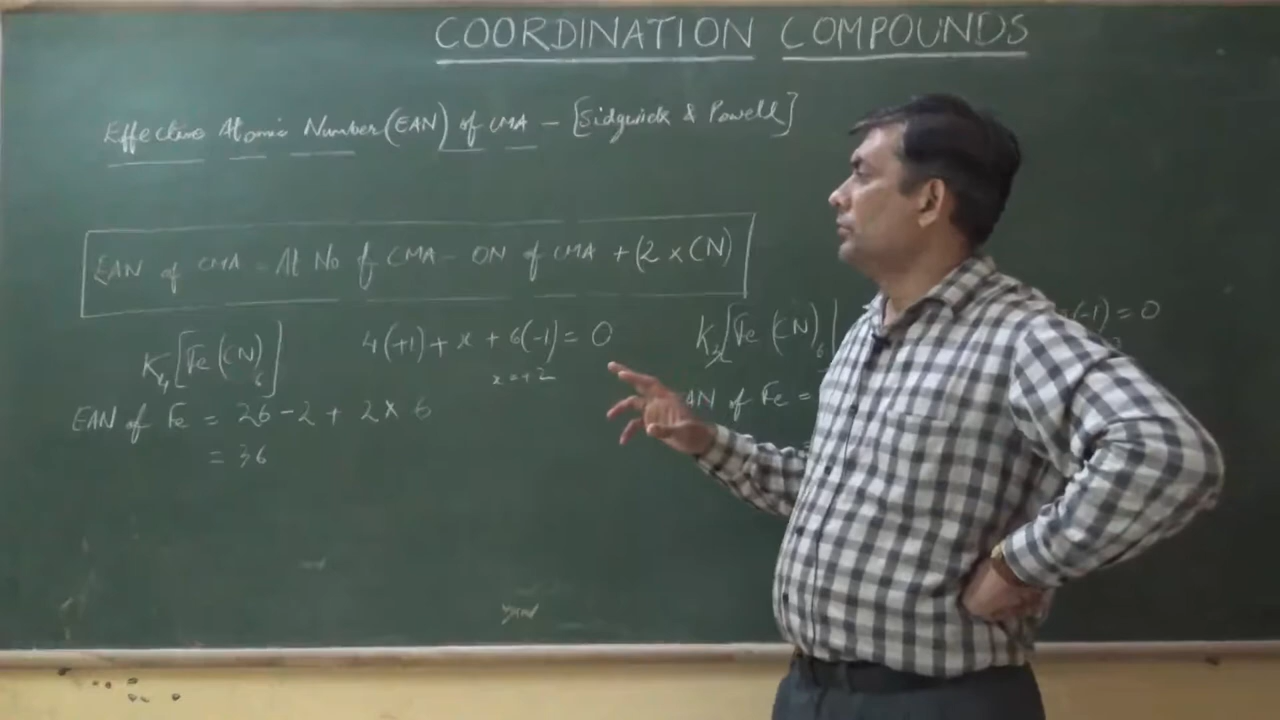 COORDINATION COMPOUNDS
Effective Atomic Number (EAN) of CMA - [Sidgwick & Powell]
EAN of CMA = At No of CMA - ON of CMA + (2 × CN)
K₄[Fe(CN)₆] 4(+1) + x + 6(-1) = 0
x = +2
EAN of Fe = 26 - 2 + 2 × 6
= 36
K₃[Fe (CN)₆] (-1) = 0
AN of Fe =